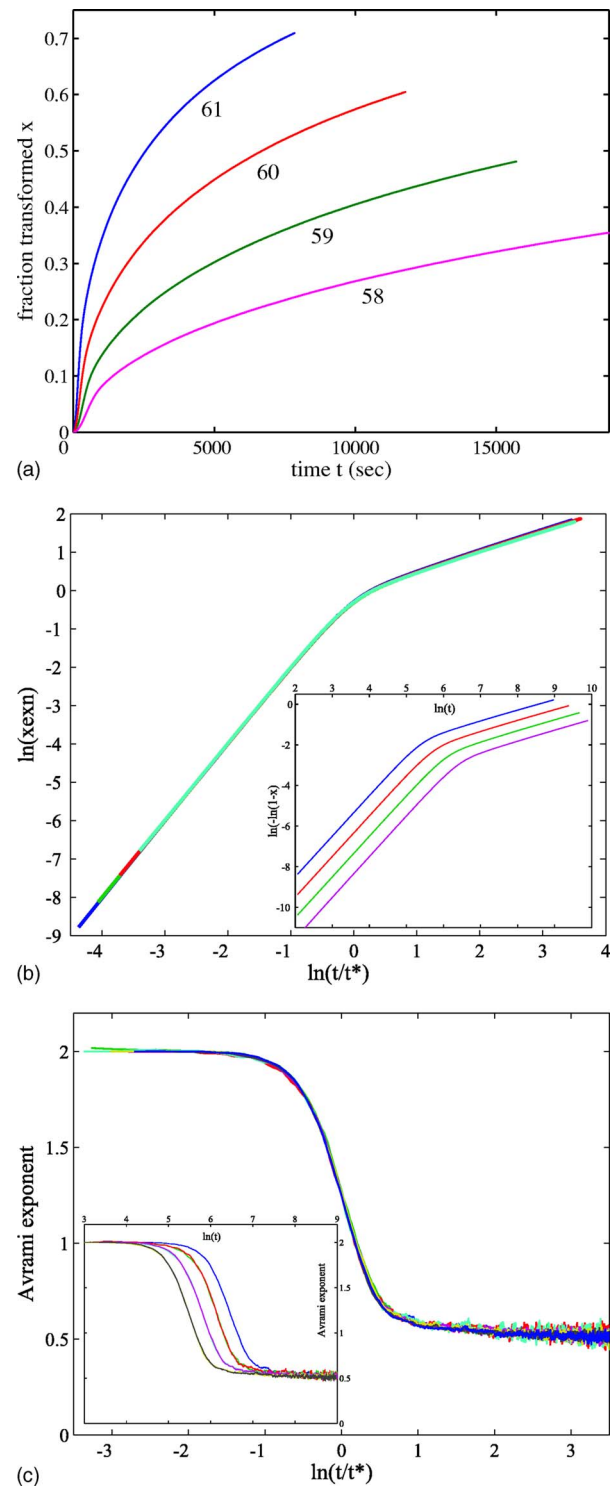 0.7
0.6
0.5
0.4
0.3
0.2
0.1
0
fraction transformed x
61
60
59
58
0 5000 10000 15000
time t (sec)
(a)
2
1
0
-1
-2
-3
-4
-5
-6
-7
-8
-9
ln(xexn)
2 3 4 5 6 7 8 9 10
ln(t)
0
-2
-4
-6
-8
-10
ln(-ln(1-x)
-4 -3 -2 -1 0 1 2 3 4
ln(t/t*)
(b)
2
1.5
1
0.5
0
Avrami exponent
3 4 5 6 7 8 9
ln(t)
2
1.5
1
0.5
0
Avrami exponent
-3 -2 -1 0 1 2 3
ln(t/t*)
(c)